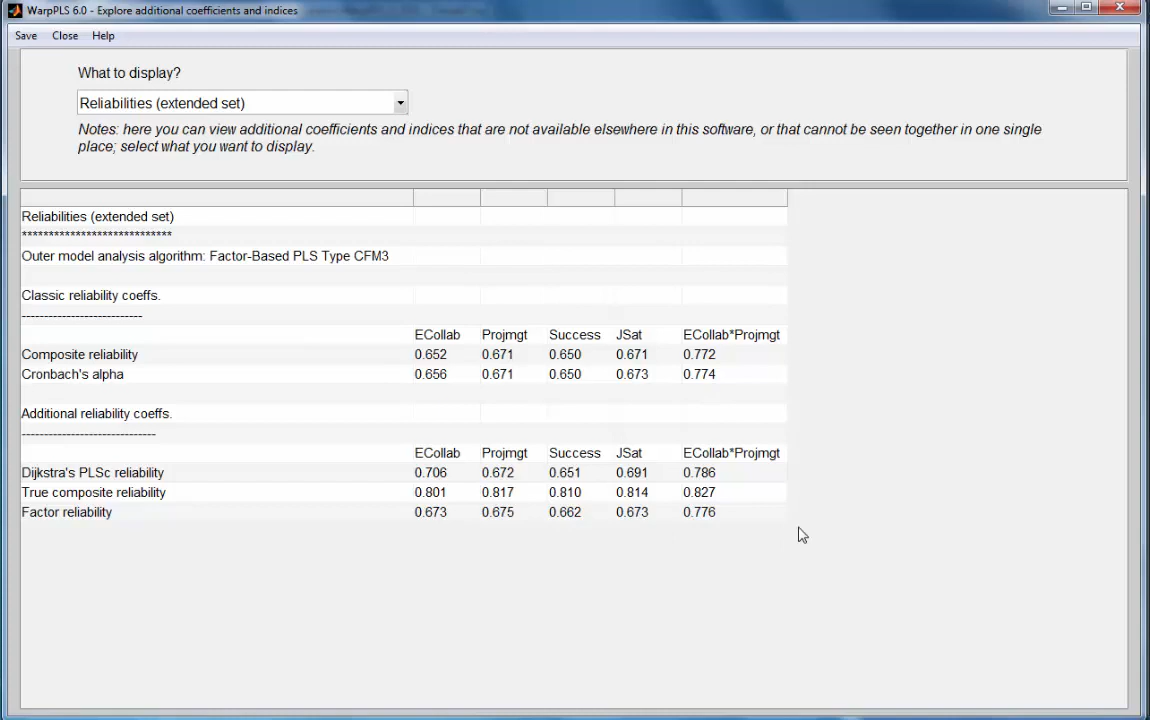 WarpPLS 6.0 - Explore additional coefficients and indices
Save Close Help
What to display?
Reliabilities (extended set)
Notes: here you can view additional coefficients and indices that are not available elsewhere in this software, or that cannot be seen together in one single
place; select what you want to display.
Reliabilities (extended set)
****************************
Outer model analysis algorithm: Factor-Based PLS Type CFM3
Classic reliability coeffs.
---------------------------
ECollab Projmgt Success JSat ECollab*Projmgt
Composite reliability 0.652 0.671 0.650 0.671 0.772
Cronbach's alpha 0.656 0.671 0.650 0.673 0.774
Additional reliability coeffs.
------------------------------
ECollab Projmgt Success JSat ECollab*Projmgt
Dijkstra's PLSc reliability 0.706 0.672 0.651 0.691 0.786
True composite reliability 0.801 0.817 0.810 0.814 0.827
Factor reliability 0.673 0.675 0.662 0.673 0.776